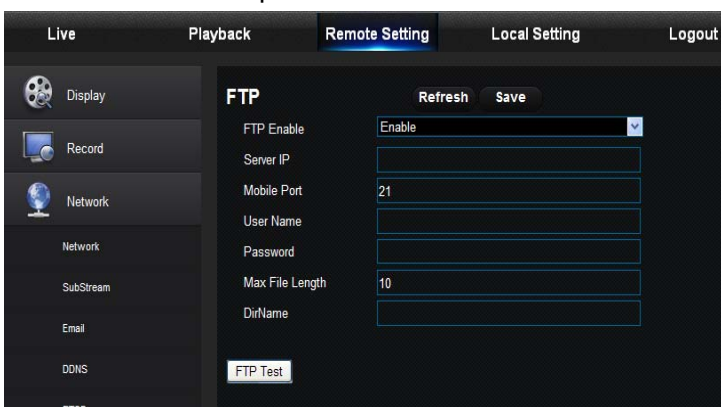 Live Playback Remote Setting Local Setting Logout
Display
Record
Network
Network
SubStream
Email
DDNS
FTP Refresh Save
FTP Enable Enable
Server IP
Mobile Port 21
User Name
Password
Max File Length 10
DirName
FTP Test